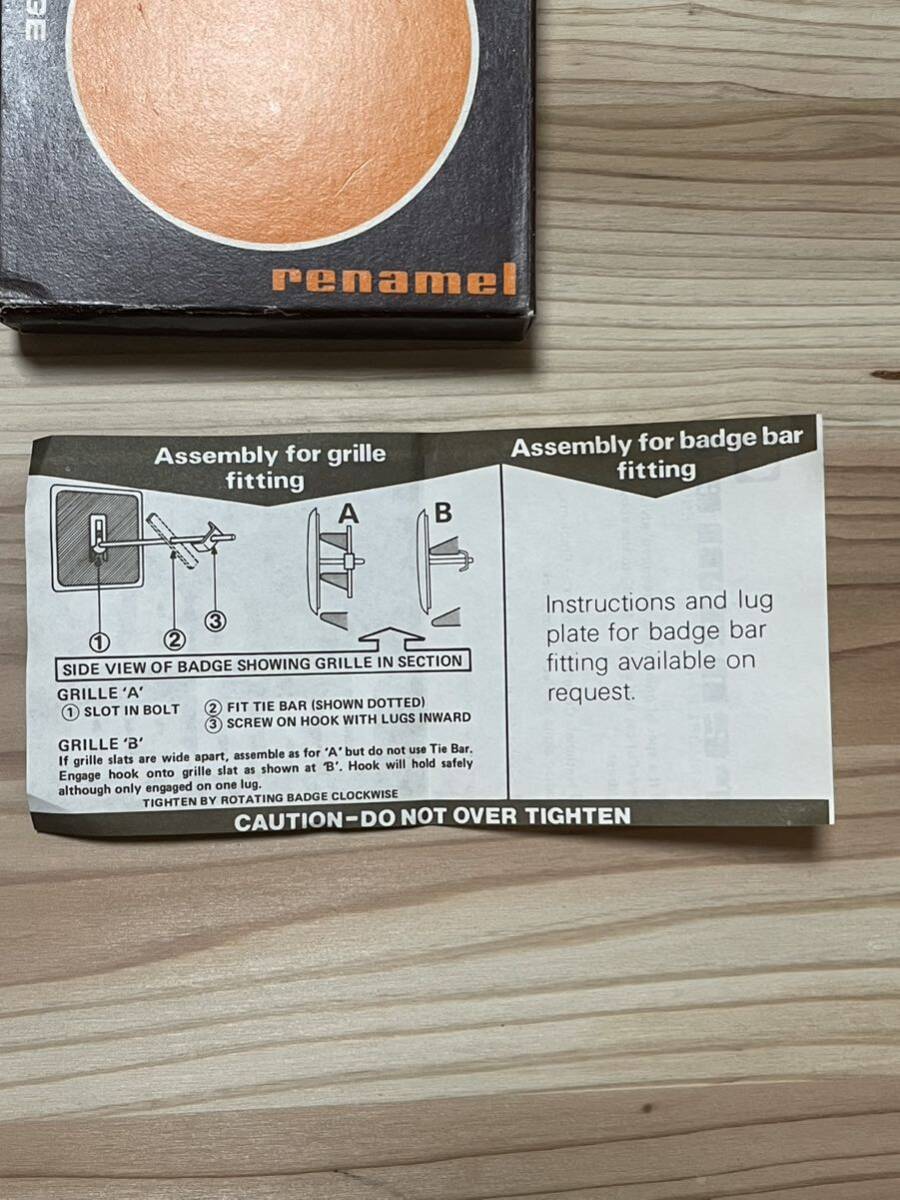 renamel
Assembly for grille
fitting
A
B
1
2
3
SIDE VIEW OF BADGE SHOWING GRILLE IN SECTION
GRILLE 'A'
1 SLOT IN BOLT
2 FIT TIE BAR (SHOWN DOTTED)
3 SCREW ON HOOK WITH LUGS INWARD
GRILLE 'B'
If grille slats are wide apart, assemble as for 'A' but do not use Tie Bar.
Engage hook onto grille slat as shown at 'B'. Hook will hold safely
although only engaged on one lug.
TIGHTEN BY ROTATING BADGE CLOCKWISE
Assembly for badge bar
fitting
Instructions and lug
plate for badge bar
fitting available on
request.
CAUTION-DO NOT OVER TIGHTEN